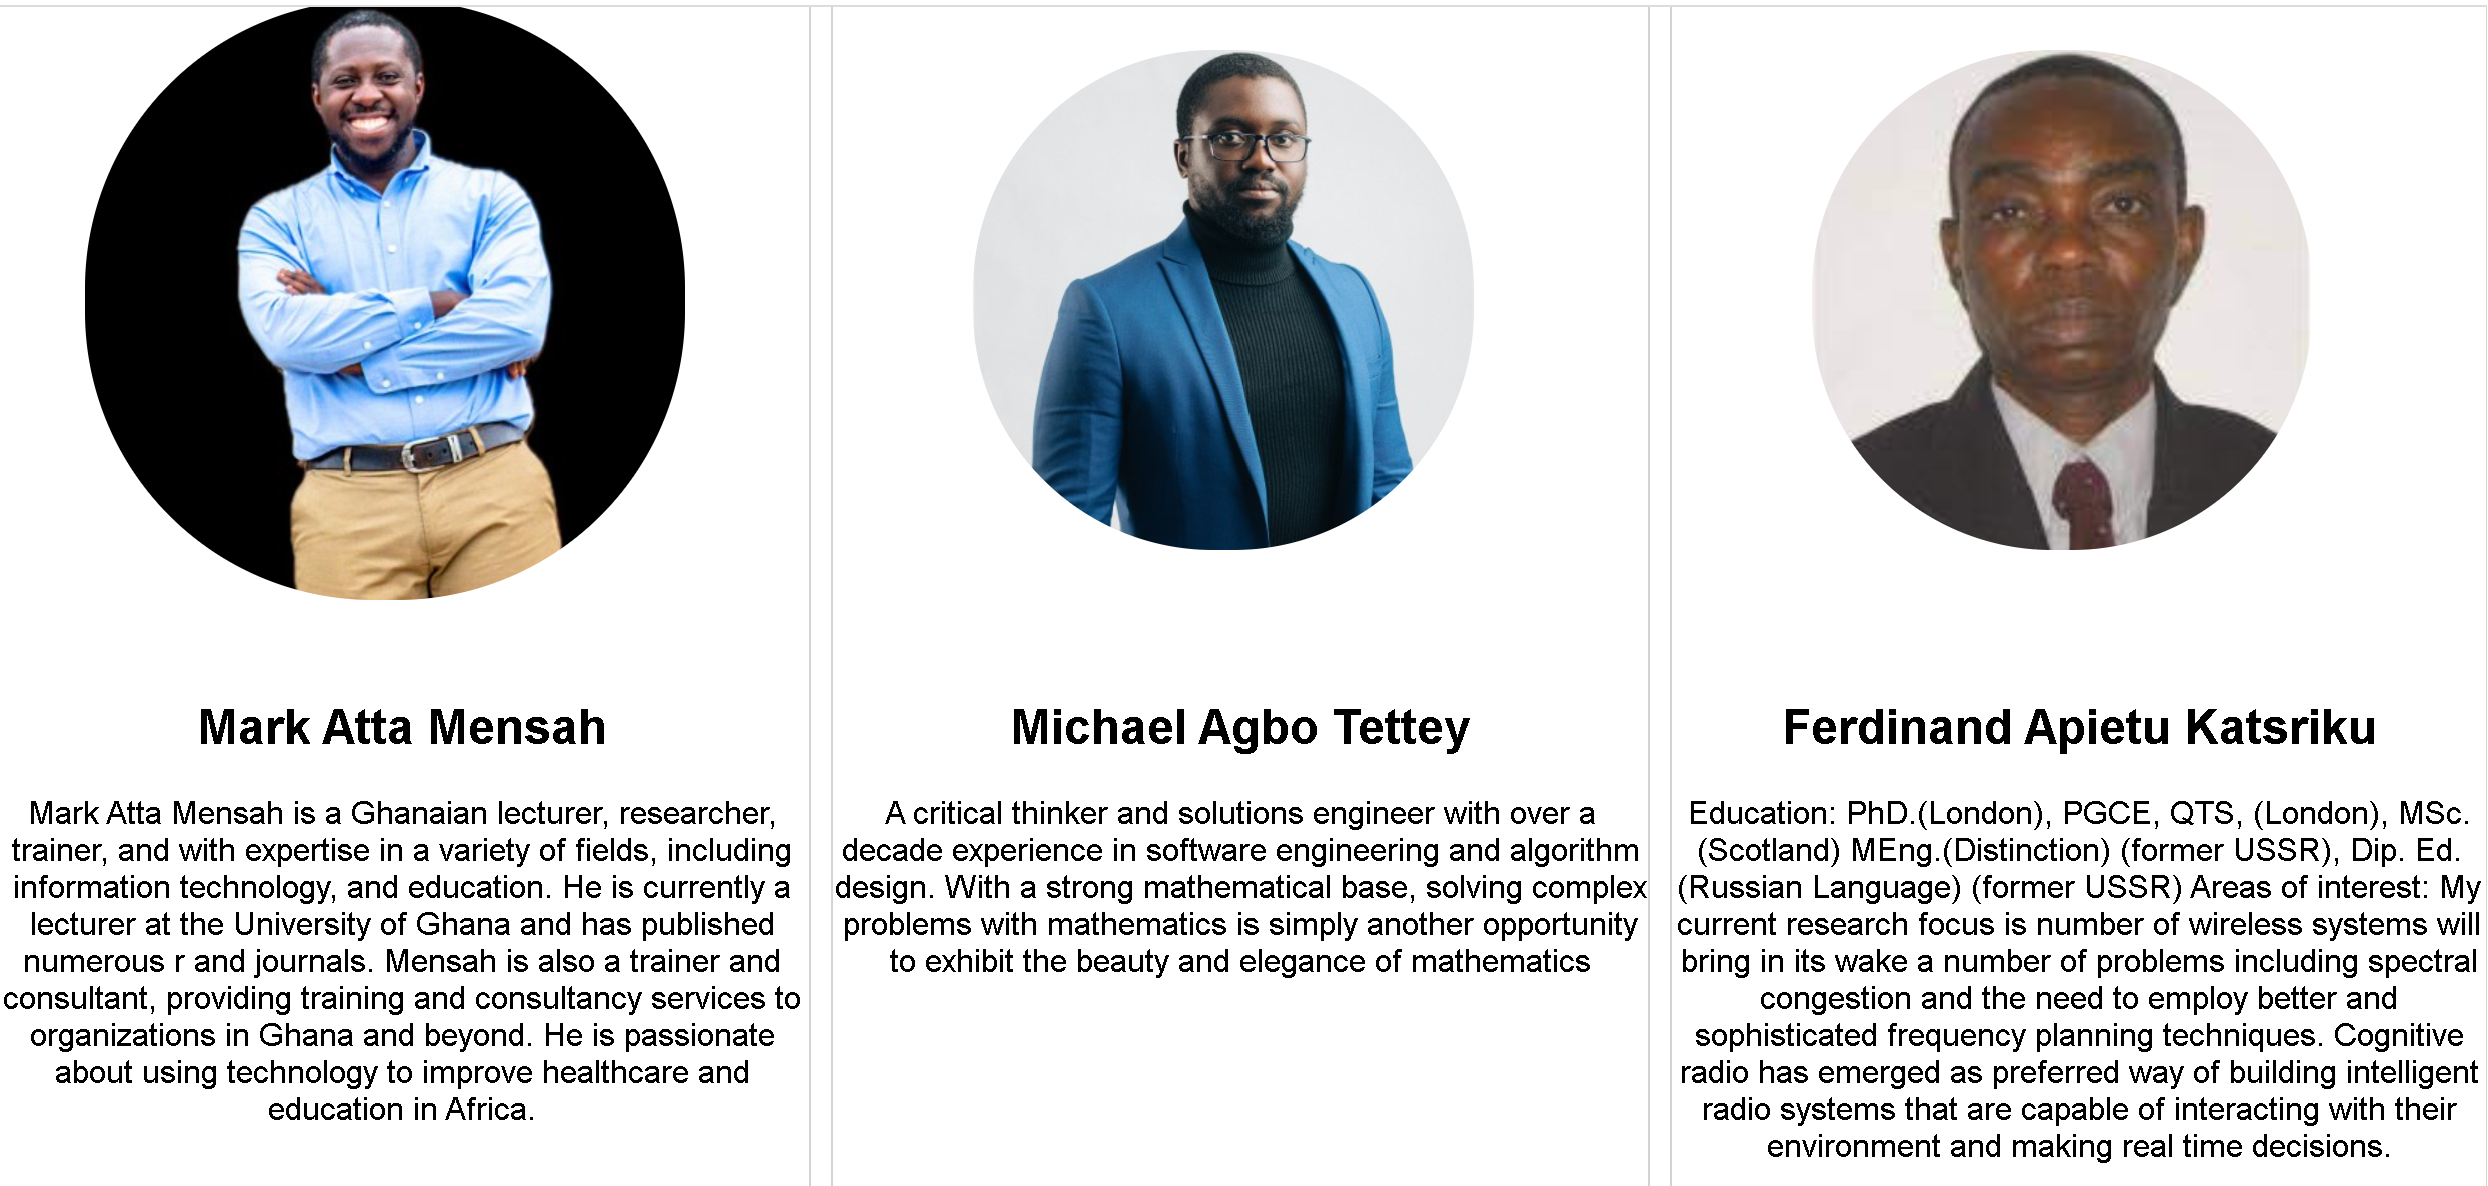 Mark Atta Mensah
Mark Atta Mensah is a Ghanaian lecturer, researcher,
trainer, and with expertise in a variety of fields, including
information technology, and education. He is currently a
lecturer at the University of Ghana and has published
numerous r and journals. Mensah is also a trainer and
consultant, providing training and consultancy services to
organizations in Ghana and beyond. He is passionate
about using technology to improve healthcare and
education in Africa.
Michael Agbo Tettey
A critical thinker and solutions engineer with over a
decade experience in software engineering and algorithm
design. With a strong mathematical base, solving complex
problems with mathematics is simply another opportunity
to exhibit the beauty and elegance of mathematics
Ferdinand Apietu Katsriku
Education: PhD.(London), PGCE, QTS, (London), MSc.
(Scotland) MEng.(Distinction) (former USSR), Dip. Ed.
(Russian Language) (former USSR) Areas of interest: My
current research focus is number of wireless systems will
bring in its wake a number of problems including spectral
congestion and the need to employ better and
sophisticated frequency planning techniques. Cognitive
radio has emerged as preferred way of building intelligent
radio systems that are capable of interacting with their
environment and making real time decisions.